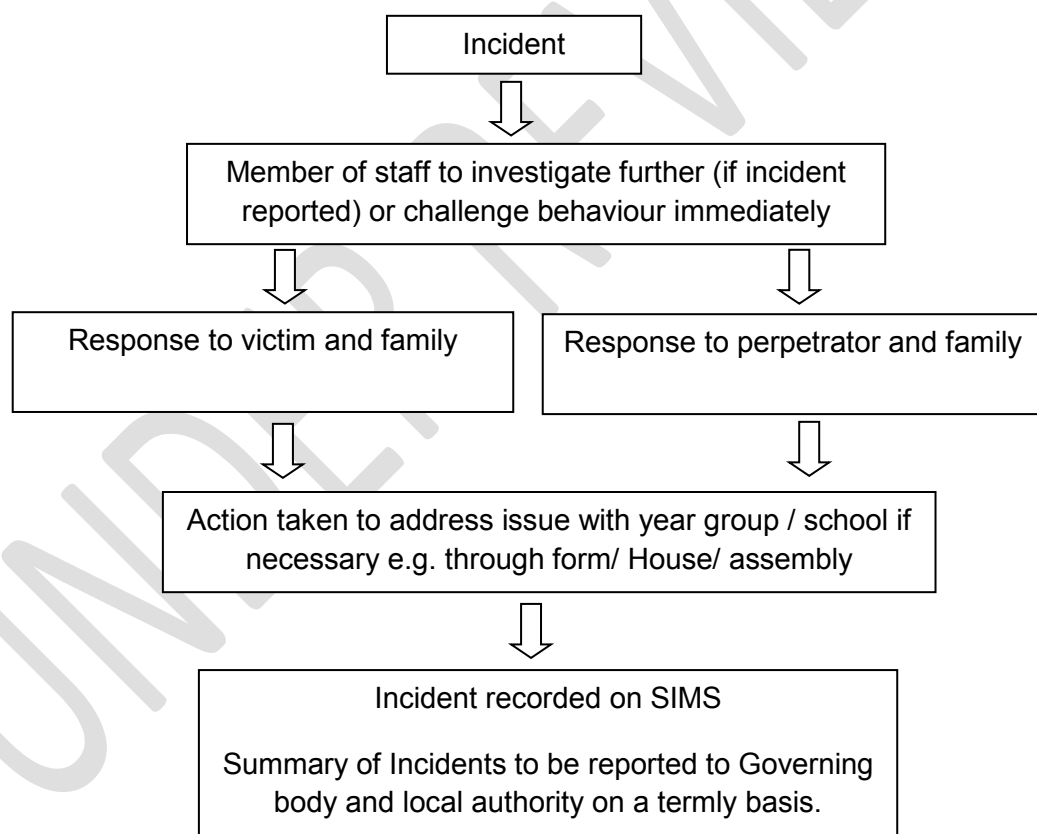 Incident
Member of staff to investigate further (if incident
reported) or challenge behaviour immediately
Response to victim and family
Response to perpetrator and family
Action taken to address issue with year group / school if
necessary e.g. through form/ House/ assembly
Incident recorded on SIMS
Summary of Incidents to be reported to Governing
body and local authority on a termly basis.
UNDER REVIE